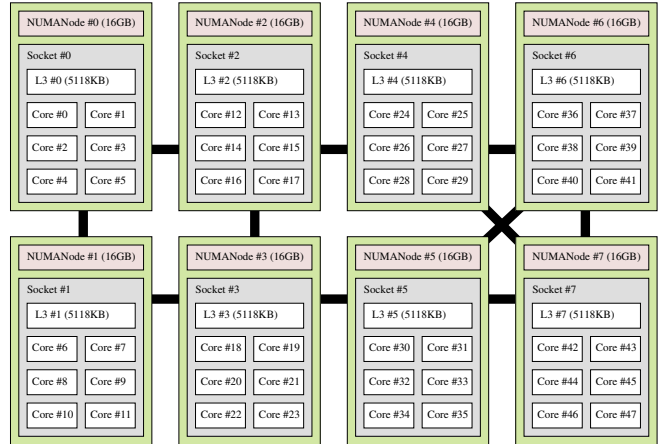 NUMANode #0 (16GB)
Socket #0
L3 #0 (5118KB)
Core #0 Core #1
Core #2 Core #3
Core #4 Core #5
NUMANode #2 (16GB)
Socket #2
L3 #2 (5118KB)
Core #12 Core #13
Core #14 Core #15
Core #16 Core #17
NUMANode #4 (16GB)
Socket #4
L3 #4 (5118KB)
Core #24 Core #25
Core #26 Core #27
Core #28 Core #29
NUMANode #6 (16GB)
Socket #6
L3 #6 (5118KB)
Core #36 Core #37
Core #38 Core #39
Core #40 Core #41
NUMANode #1 (16GB)
Socket #1
L3 #1 (5118KB)
Core #6 Core #7
Core #8 Core #9
Core #10 Core #11
NUMANode #3 (16GB)
Socket #3
L3 #3 (5118KB)
Core #18 Core #19
Core #20 Core #21
Core #22 Core #23
NUMANode #5 (16GB)
Socket #5
L3 #5 (5118KB)
Core #30 Core #31
Core #32 Core #33
Core #34 Core #35
NUMANode #7 (16GB)
Socket #7
L3 #7 (5118KB)
Core #42 Core #43
Core #44 Core #45
Core #46 Core #47